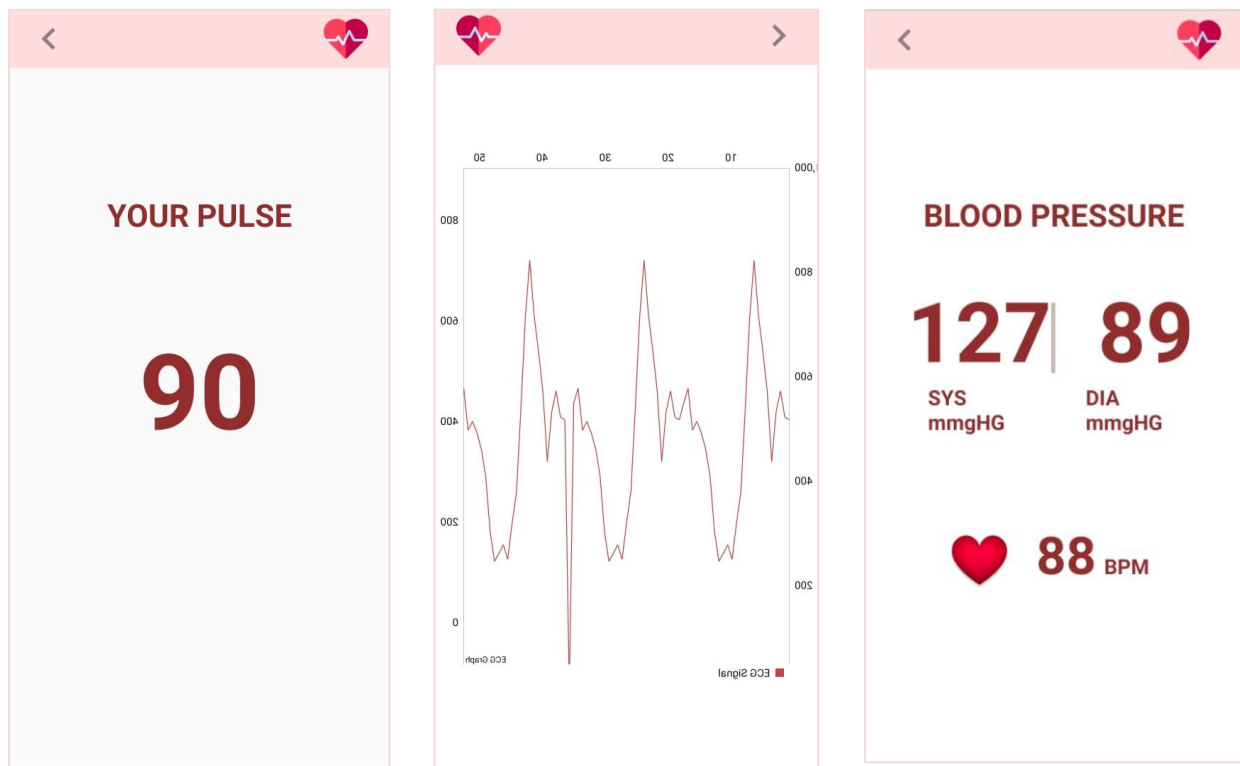 YOUR PULSE
90
50 40 30 20 10
1,000
800
800
600
600
400
400
200
200
0
ECG Graph
ECG Signal
BLOOD PRESSURE
127 89
SYS DIA
mmgHG mmgHG
88 BPM